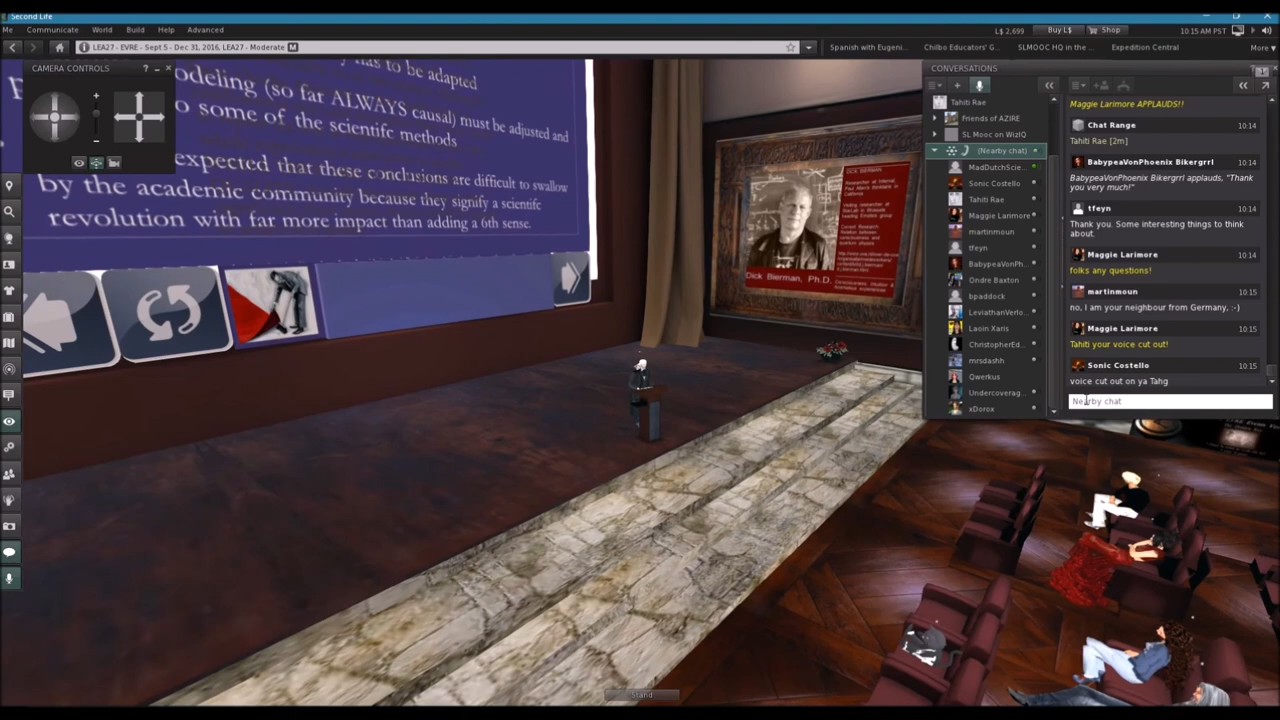 Second Life
Me Communicate World Build Help Advanced
L$ 2,699 Buy L$ Shop 10:15 AM PST
LEA27 - EVRE - Sept 5 - Dec 31, 2016, LEA27 - Moderate M
Spanish with Eugeni... Chilbo Educators' G... SLMOOC HQ in the ... Expedition Central More
CAMERA CONTROLS
has to be adapted
odeling (so far ALWAYS causal) must be adjusted and
o some of the scientifc methods
expected that these conclusions are difficult to swallow
by the academic community because they signify a scientific
revolution with far more impact than adding a 6th sense.
Dick Bierman, Ph.D.
CONVERSATIONS
Tahiti Rae
Friends of AZIRE
SL Mooc on WizIQ
(Nearby chat)
MadDutchScie...
Sonic Costello
Tahiti Rae
Maggie Larimore
martinmoun
tfeyn
BabypeaVonPh...
Ondre Baxton
bpaddock
LeviathanVerlo...
Laoin Xaris
ChristopherEd...
mrsdashh
Qwerkus
Undercoverag...
xDorox
Maggie Larimore APPLAUDS!!
Chat Range 10:14
Tahiti Rae [2m]
BabypeaVonPhoenix Bikergrrl 10:14
BabypeaVonPhoenix Bikergrrl applauds, "Thank
you very much!"
tfeyn 10:14
Thank you. Some interesting things to think
about.
Maggie Larimore 10:14
folks any questions!
martinmoun 10:15
no, I am your neighbour from Germany, :-)
Maggie Larimore 10:15
Tahiti your voice cut out!
Sonic Costello 10:15
voice cut out on ya Tahg
Nearby chat
Stand